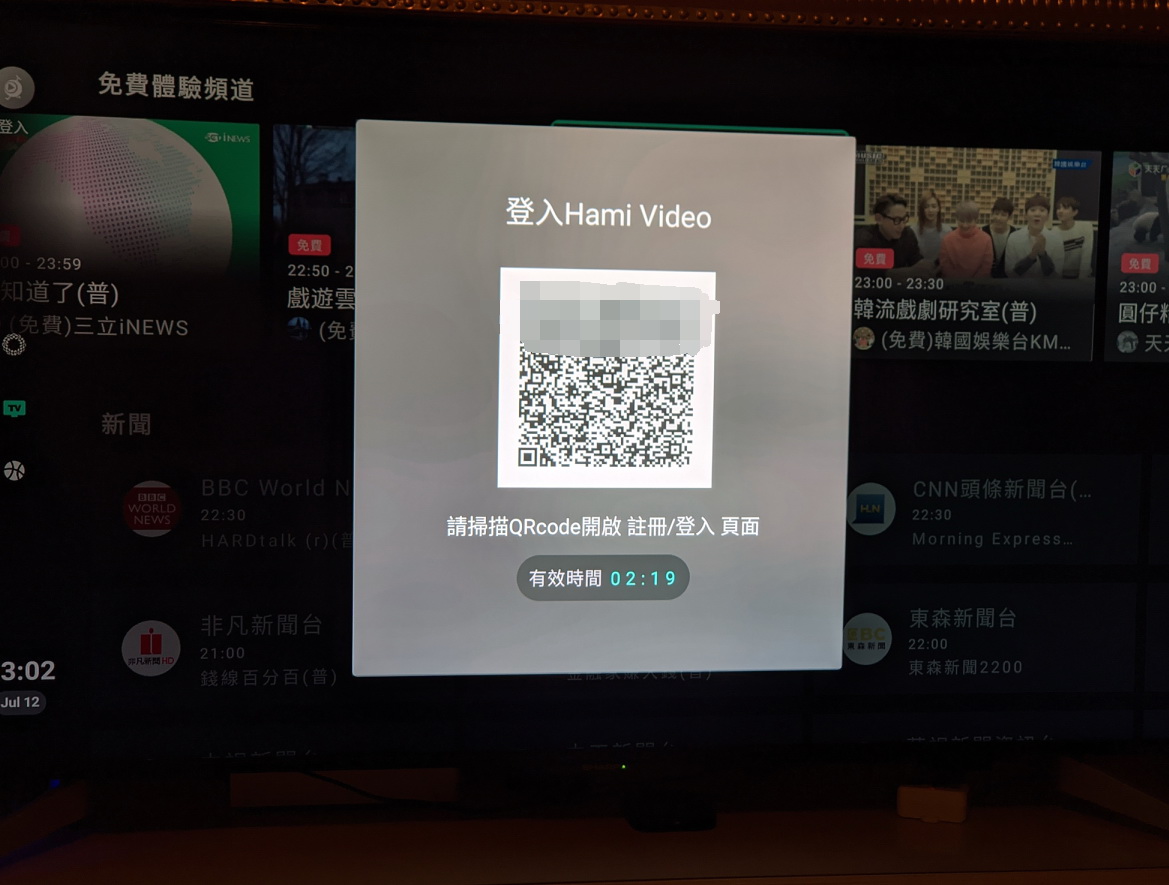 免費體驗頻道
登入
iNEWS
00 - 23:59
知道了(普)
(免費)三立iNEWS
免費
22:50 - 2
戲遊雲
(免
登入Hami Video
請掃描QRcode開啟 註冊/登入 頁面
有效時間 02:19
韓國娛樂台
免費
23:00 - 23:30
韓流戲劇研究室(普)
(免費)韓國娛樂台KM...
免費
23:00 -
圓仔
天
TV
新聞
BBC
WORLD
NEWS
BBC World N
22:30
HARDtalk (r)(普
HLN
CNN頭條新聞台(...
22:30
Morning Express...
非凡新聞HD
非凡新聞台
21:00
錢線百分百(普)
EBC
東森新聞
東森新聞台
22:00
東森新聞2200
3:02
Jul 12